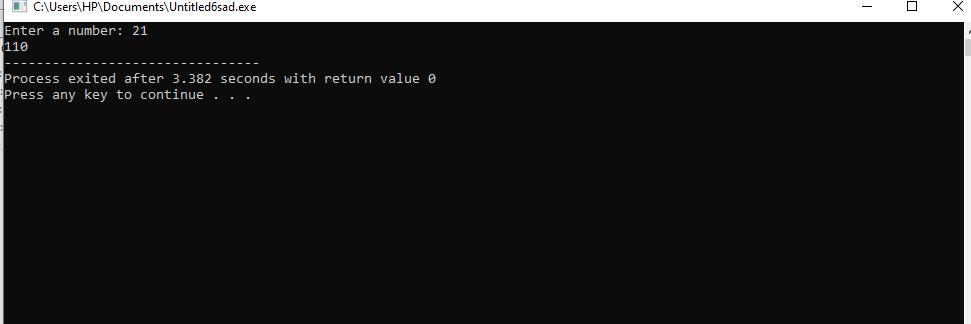 C:\Users\HP\Documents\Untitled6sad.exe
Enter a number: 21
110
--------------------------------
Process exited after 3.382 seconds with return value 0
Press any key to continue . . .